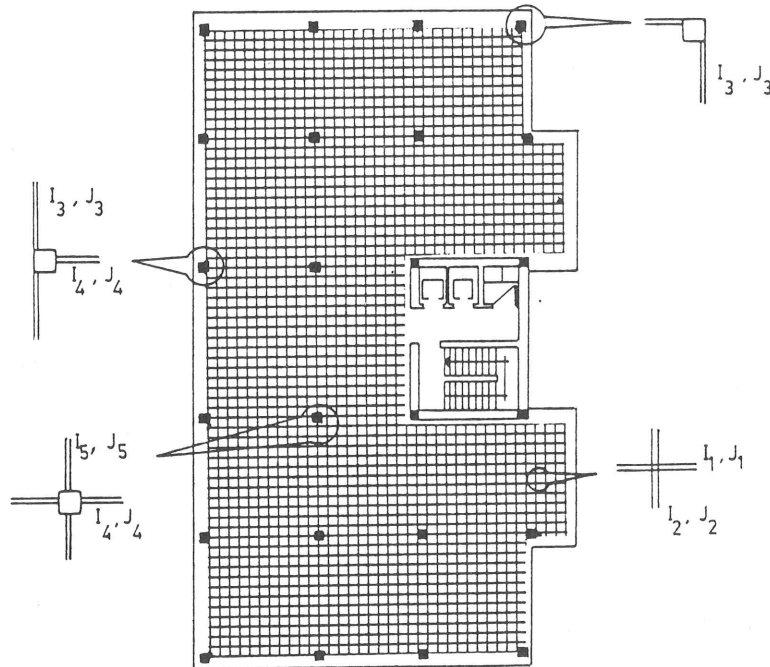 I₃, J₃
I₃, J₃
I₄, J₄
I₅, J₅
I₄, J₄
I₁, J₁
I₂, J₂